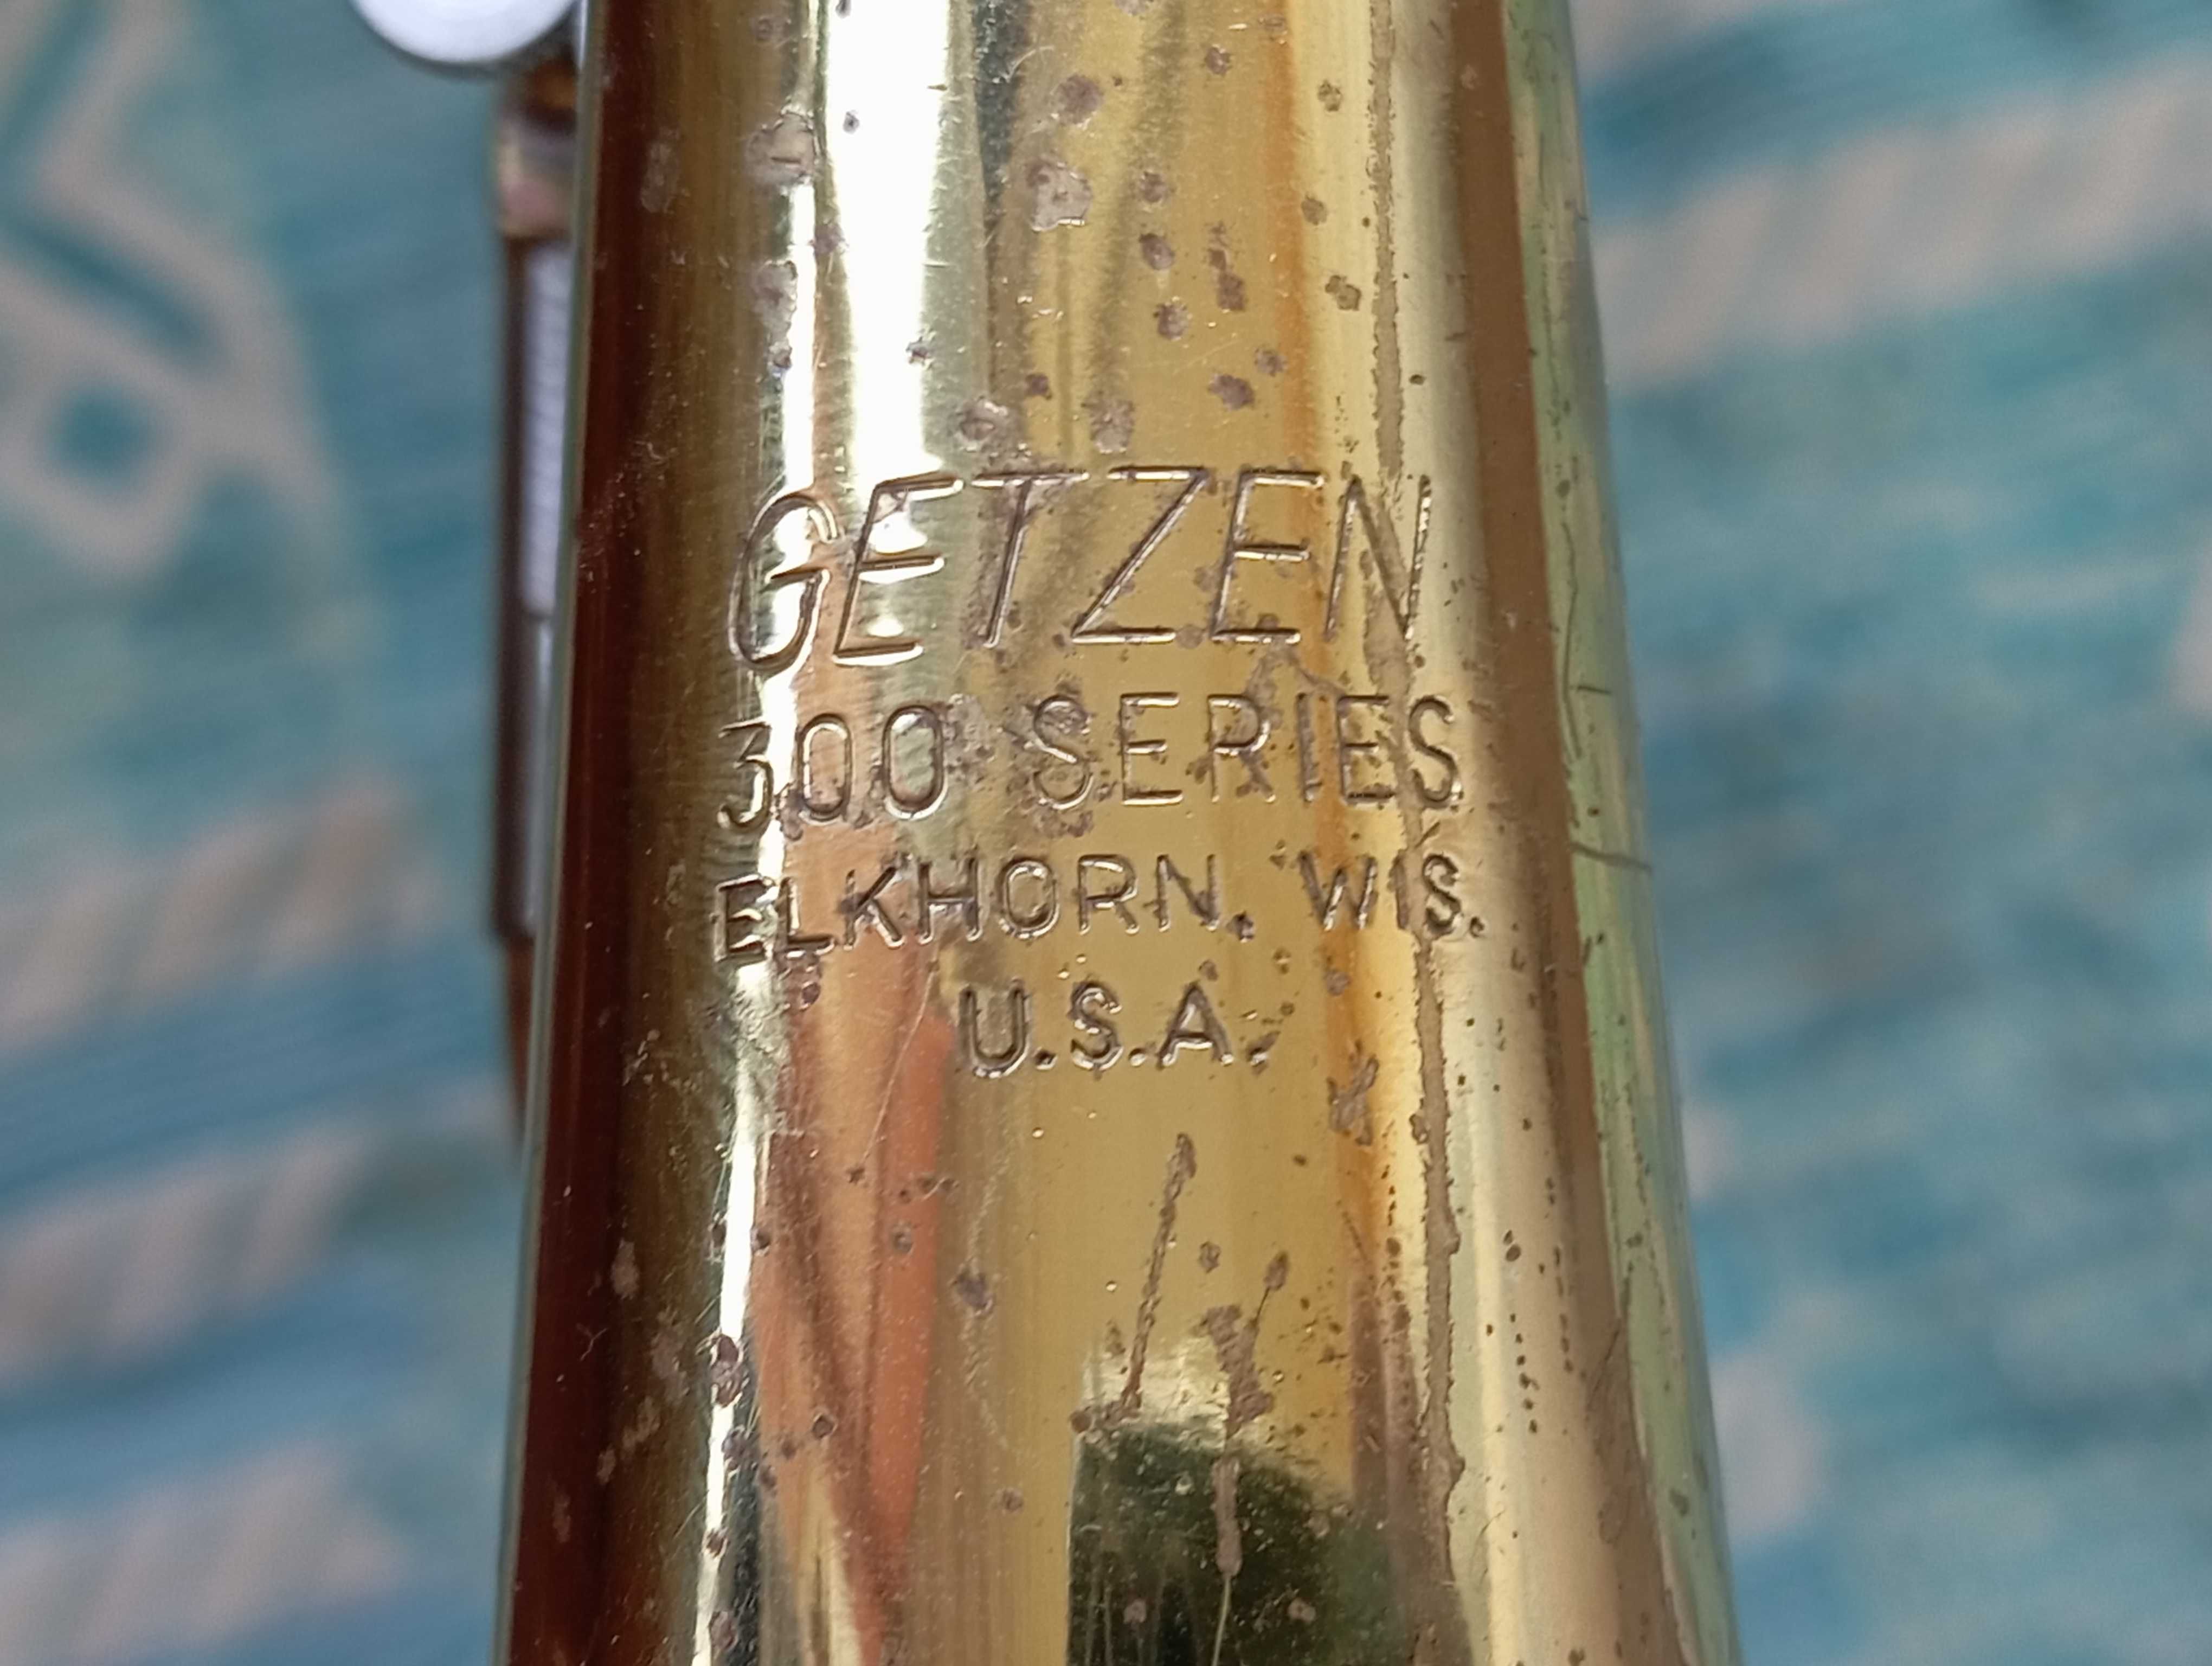 GETZEN
300 SERIES
ELKHORN, WIS.
U.S.A.